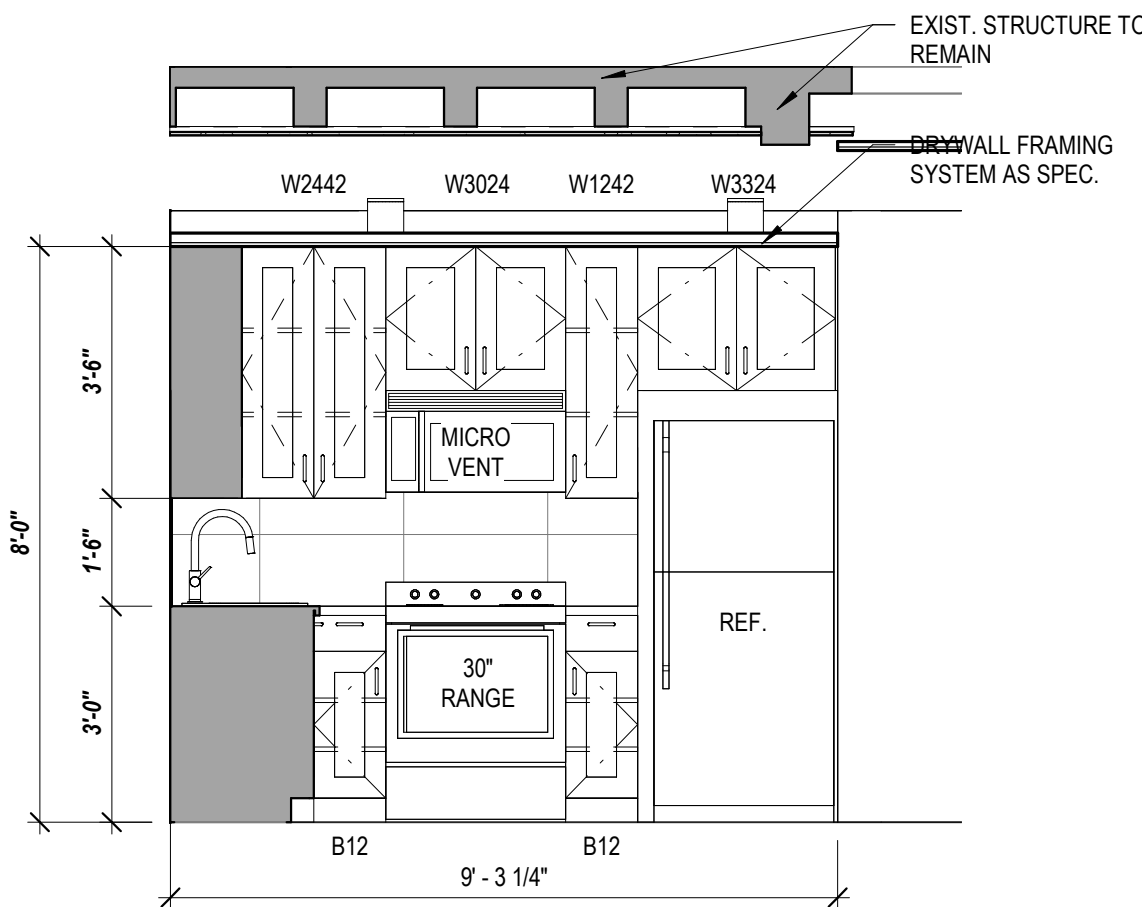 EXIST. STRUCTURE TO
REMAIN
DRYWALL FRAMING
SYSTEM AS SPEC.
W2442
W3024
W1242
W3324
3'-6"
8'-0"
1'-6"
3'-0"
MICRO
VENT
30"
RANGE
REF.
B12
B12
9' - 3 1/4"